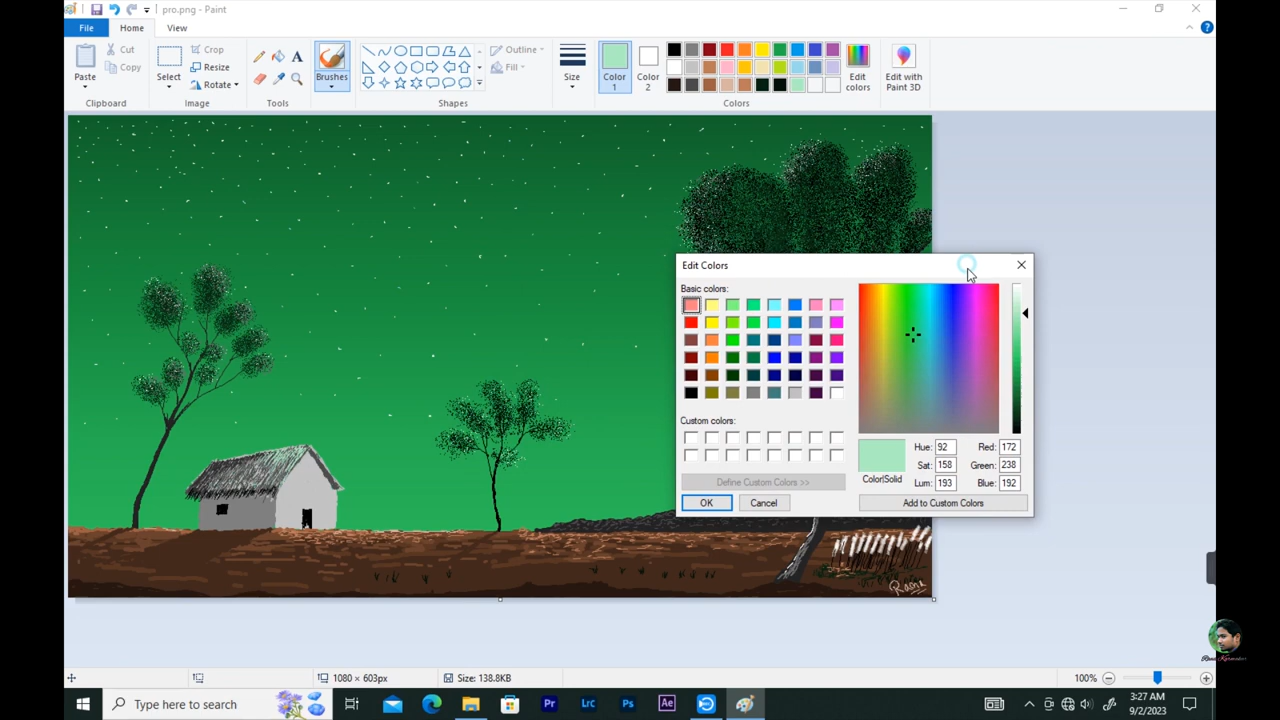 pro.png - Paint
File
Home
View
Paste
Cut
Copy
Clipboard
Select
Crop
Resize
Rotate
Image
A
Tools
Brushes
Outline
Fill
Shapes
Size
Color 1
Color 2
Edit colors
Edit with Paint 3D
Colors
Edit Colors
Basic colors:
Custom colors:
Define Custom Colors >>
OK
Cancel
Color|Solid
Hue: 92
Sat: 158
Lum: 193
Red: 172
Green: 238
Blue: 192
Add to Custom Colors
1080 × 603px
Size: 138.8KB
100%
Type here to search
Pr
Lrc
Ps
Ae
3:27 AM
9/2/2023